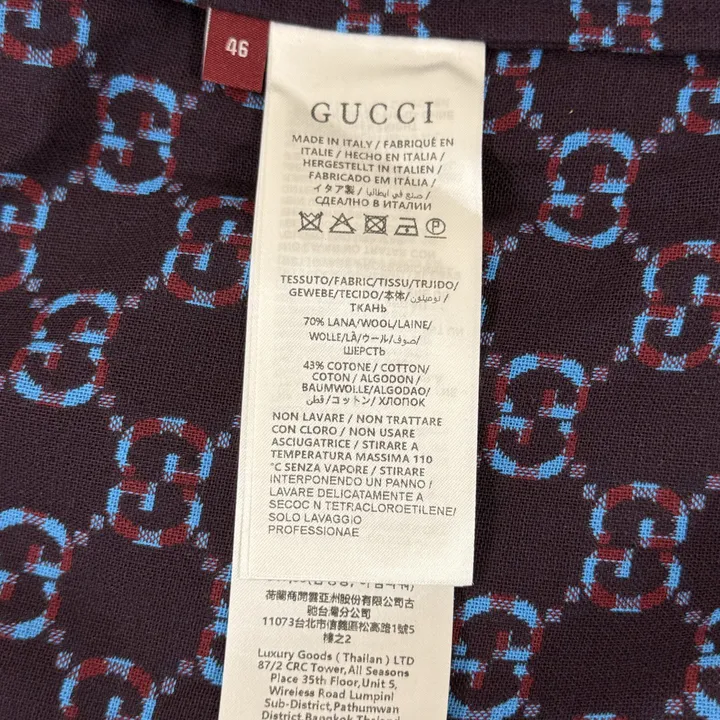 46
GUCCI
MADE IN ITALY / FABRIQUÉ EN
ITALIE / HECHO EN ITALIA /
HERGESTELLT IN ITALIEN /
FABRICADO EM ITÁLIA /
イタリア製 / صنع في ايطاليا /
СДЕЛАНО В ИТАЛИИ
P
TESSUTO/FABRIC/TISSU/TRJIDO/
GEWEBE/TECIDO/本体/
ТКАНЬ
70% LANA/WOOL/LAINE/
WOLLE/LÃ/ウール/صوف/
ШЕРСТЬ
43% COTONE / COTTON/
COTON / ALGODON /
BAUMWOLLE/ALGODAO/
قطن/コットン/ ХЛОПОК
NON LAVARE / NON TRATTARE
CON CLORO / NON USARE
ASCIUGATRICE / STIRARE A
TEMPERATURA MASSIMA 110
°C SENZA VAPORE / STIRARE
INTERPONENDO UN PANNO /
LAVARE DELICATAMENTE A
SECOC N TETRACLOROETILENE/
SOLO LAVAGGIO
PROFESSIONAE
荷蘭商潤雲亞洲股份有限公司古
馳台灣分公司
11073台北市信義區松高路1號5
樓之2
Luxury Goods ( Thailan ) LTD
87/2 CRC Tower,All Seasons
Place 35th Floor,Unit 5,
Wireless Road Lumpini
Sub-District,Pathumwan
District,Bangkok Thailand